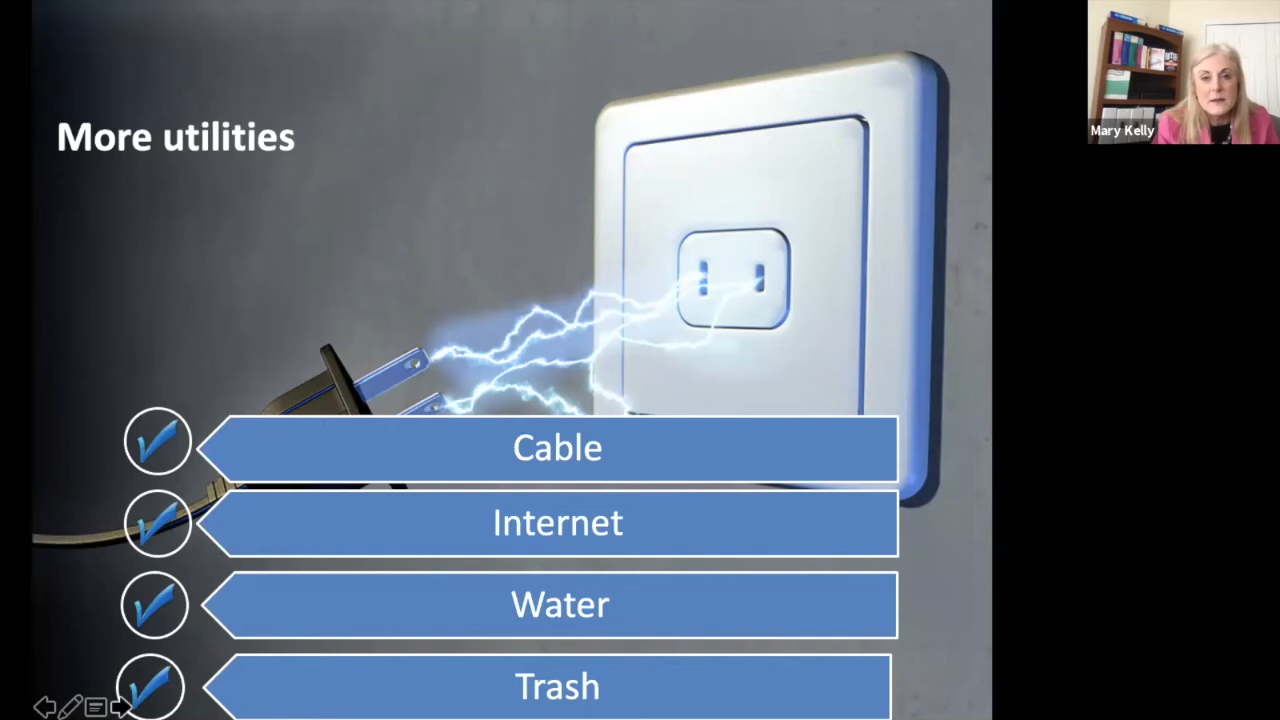 More utilities
Mary Kelly
Cable
Internet
Water
Trash